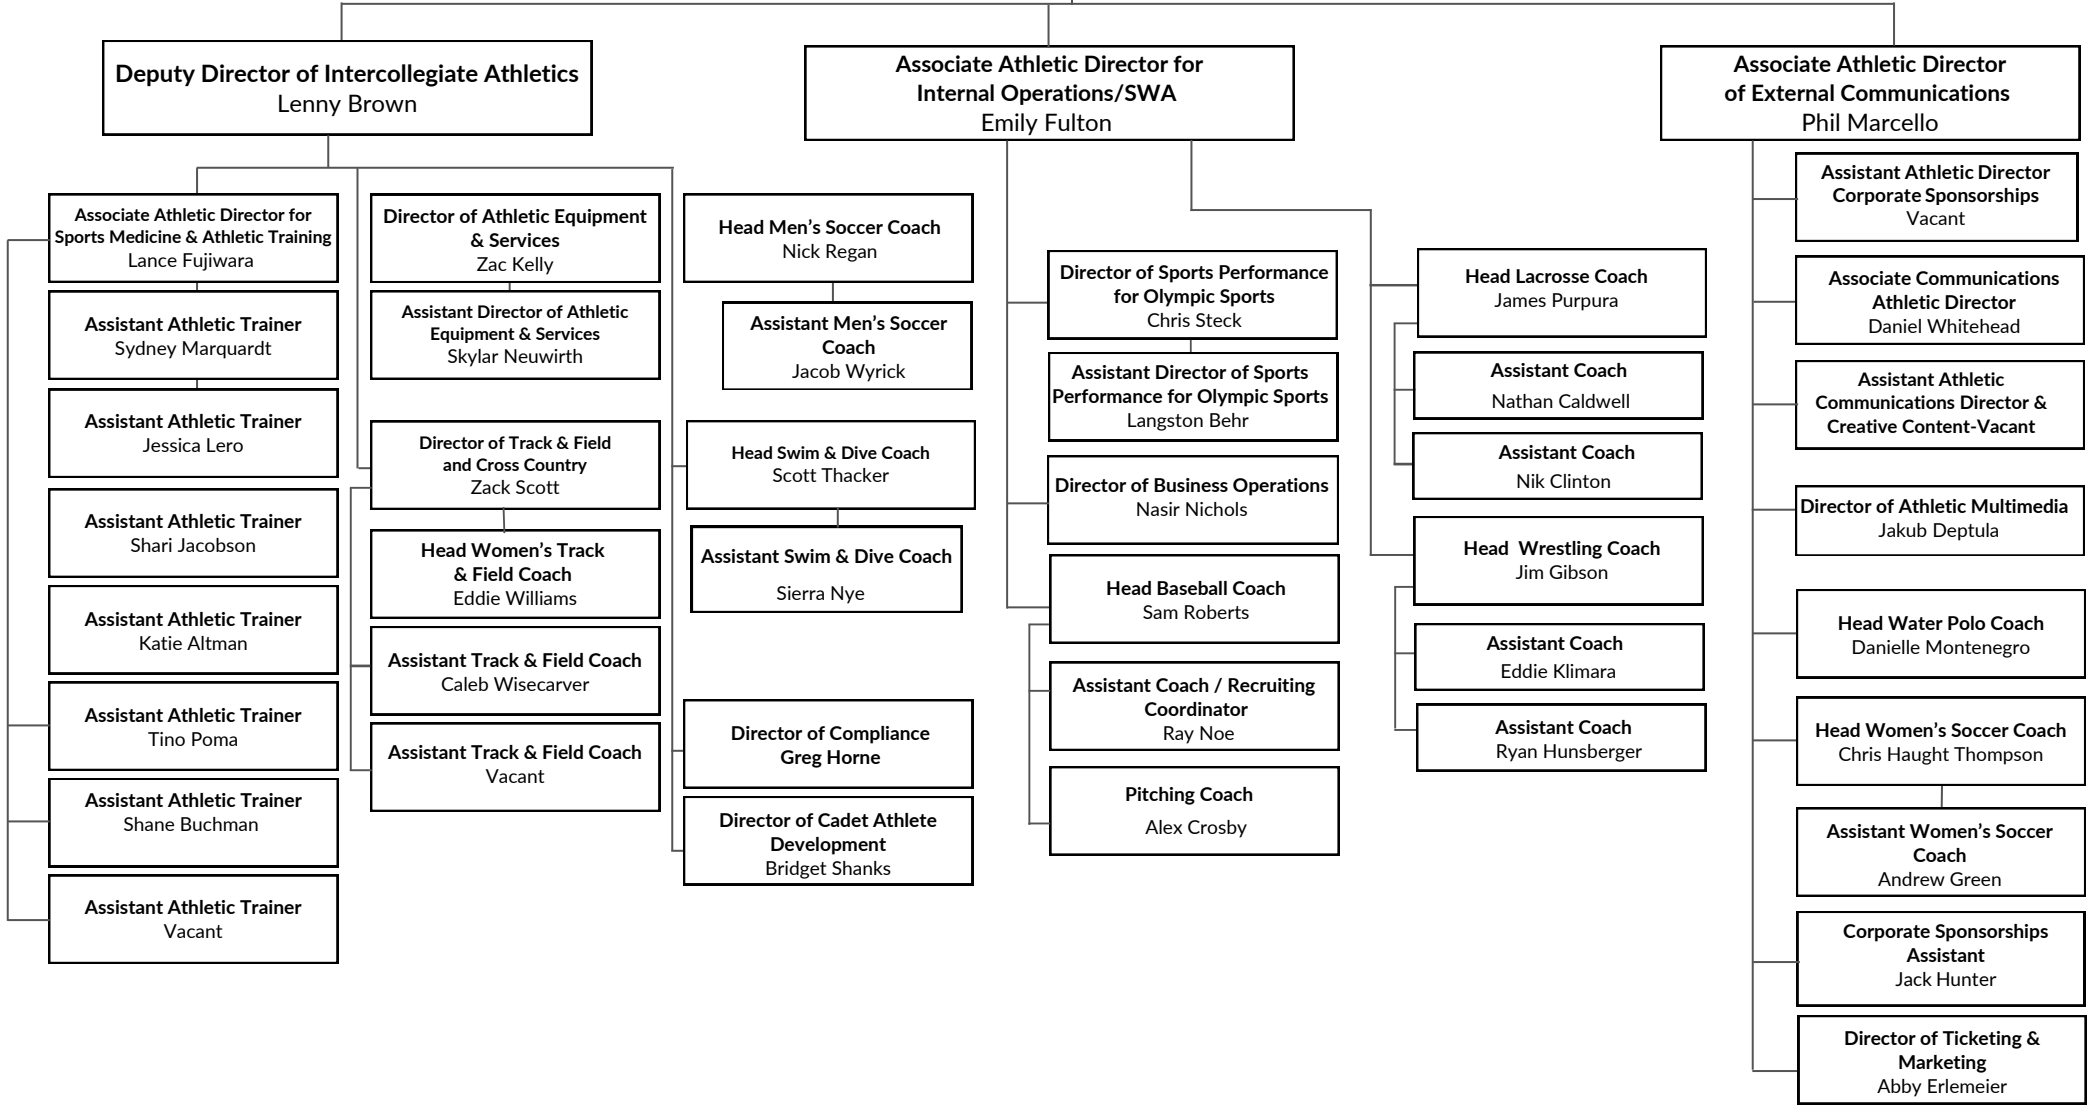 Deputy Director of Intercollegiate Athletics
Lenny Brown
Associate Athletic Director for
Sports Medicine & Athletic Training
Lance Fujiwara
Assistant Athletic Trainer
Sydney Marquardt
Assistant Athletic Trainer
Jessica Lero
Assistant Athletic Trainer
Shari Jacobson
Assistant Athletic Trainer
Katie Altman
Assistant Athletic Trainer
Tino Poma
Assistant Athletic Trainer
Shane Buchman
Assistant Athletic Trainer
Vacant
Director of Athletic Equipment
& Services
Zac Kelly
Assistant Director of Athletic
Equipment & Services
Skylar Neuwirth
Director of Track & Field
and Cross Country
Zack Scott
Head Women’s Track
& Field Coach
Eddie Williams
Assistant Track & Field Coach
Caleb Wisecarver
Assistant Track & Field Coach
Vacant
Head Men’s Soccer Coach
Nick Regan
Assistant Men’s Soccer
Coach
Jacob Wyrick
Head Swim & Dive Coach
Scott Thacker
Assistant Swim & Dive Coach
Sierra Nye
Director of Compliance
Greg Horne
Director of Cadet Athlete
Development
Bridget Shanks
Associate Athletic Director for
Internal Operations/SWA
Emily Fulton
Director of Sports Performance
for Olympic Sports
Chris Steck
Assistant Director of Sports
Performance for Olympic Sports
Langston Behr
Director of Business Operations
Nasir Nichols
Head Baseball Coach
Sam Roberts
Assistant Coach / Recruiting
Coordinator
Ray Noe
Pitching Coach
Alex Crosby
Head Lacrosse Coach
James Purpura
Assistant Coach
Nathan Caldwell
Assistant Coach
Nik Clinton
Head Wrestling Coach
Jim Gibson
Assistant Coach
Eddie Klimara
Assistant Coach
Ryan Hunsberger
Associate Athletic Director
of External Communications
Phil Marcello
Assistant Athletic Director
Corporate Sponsorships
Vacant
Associate Communications
Athletic Director
Daniel Whitehead
Assistant Athletic
Communications Director &
Creative Content-Vacant
Director of Athletic Multimedia
Jakub Deptula
Head Water Polo Coach
Danielle Montenegro
Head Women’s Soccer Coach
Chris Haught Thompson
Assistant Women’s Soccer
Coach
Andrew Green
Corporate Sponsorships
Assistant
Jack Hunter
Director of Ticketing &
Marketing
Abby Erlemeier